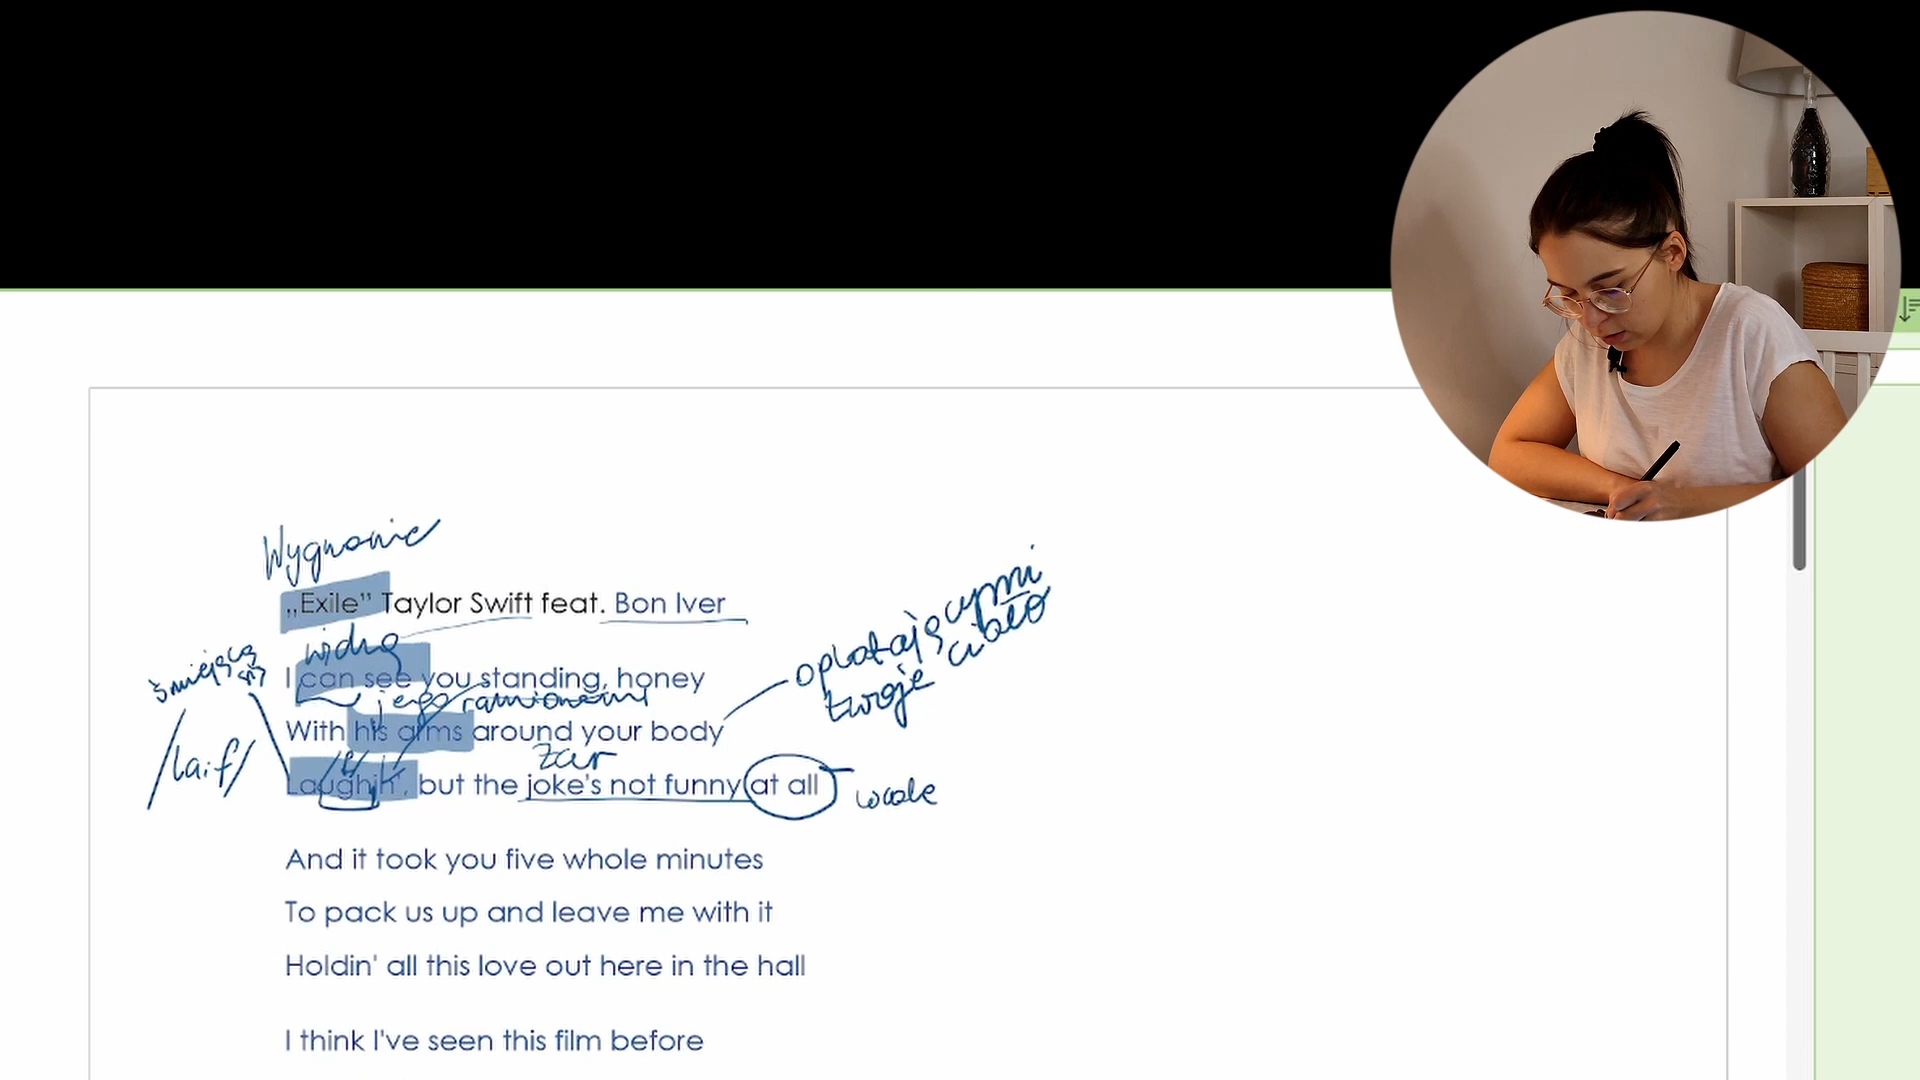 Wygnanie
„Exile” Taylor Swift feat. Bon Iver
widzą
śmiejąca się
I can see you standing, honey
jego ramionami
oplatającymi
twoje ciało
With his arms around your body
/laif/
żar
Laughin', but the joke's not funny at all
wcale
And it took you five whole minutes
To pack us up and leave me with it
Holdin' all this love out here in the hall
I think I've seen this film before